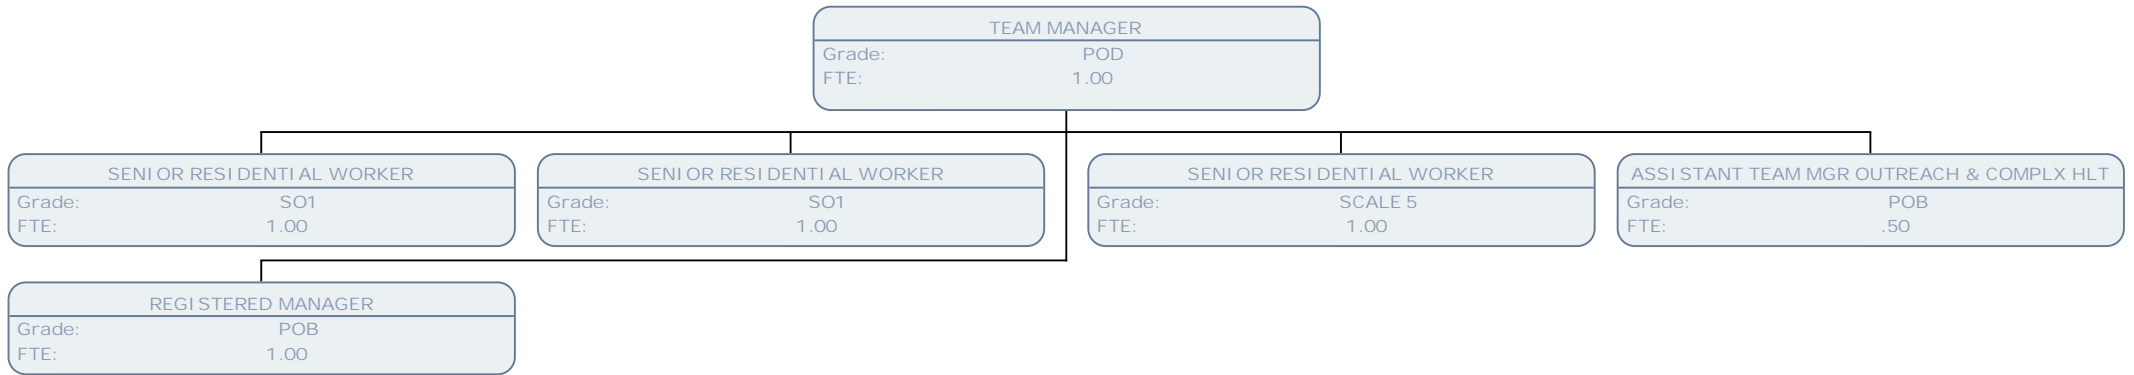 TEAM MANAGER
Grade: POD
FTE: 1.00
SENIOR RESIDENTIAL WORKER
Grade: SO1
FTE: 1.00
SENIOR RESIDENTIAL WORKER
Grade: SO1
FTE: 1.00
SENIOR RESIDENTIAL WORKER
Grade: SCALE 5
FTE: 1.00
ASSISTANT TEAM MGR OUTREACH & COMPLX HLT
Grade: POB
FTE: .50
REGISTERED MANAGER
Grade: POB
FTE: 1.00